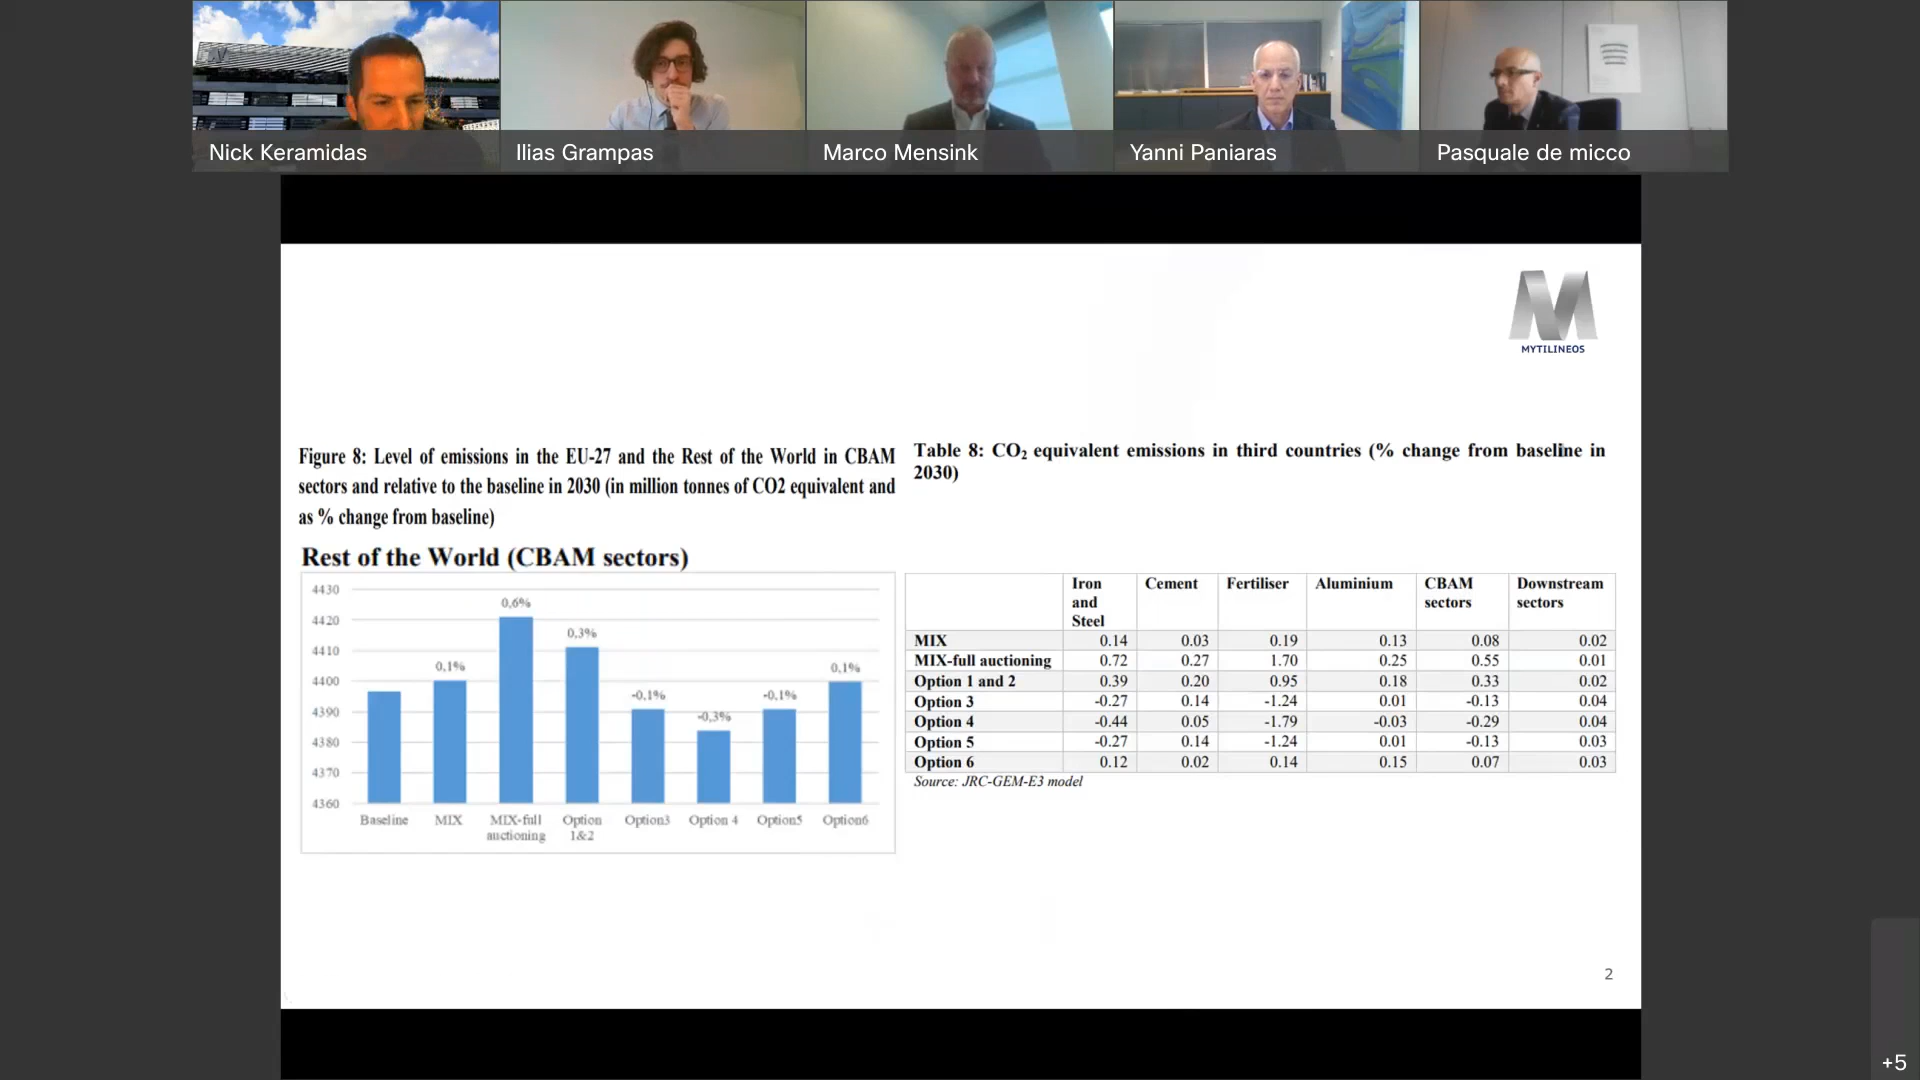 Nick Keramidas
Ilias Grampas
Marco Mensink
Yanni Paniaras
Pasquale de micco
MYTILINEOS
Figure 8: Level of emissions in the EU-27 and the Rest of the World in CBAM
sectors and relative to the baseline in 2030 (in million tonnes of CO2 equivalent and
as % change from baseline)
Rest of the World (CBAM sectors)
4430
4420
4410
4400
4390
4380
4370
4360
0,1%
0,6%
0,3%
-0,1%
-0,3%
-0,1%
0,1%
Baseline MIX MIX-full Option Option3 Option 4 Option5 Option6
auctioning 1&2
Table 8: CO₂ equivalent emissions in third countries (% change from baseline in
2030)
Iron Cement Fertiliser Aluminium CBAM Downstream
and sectors sectors
Steel
MIX 0.14 0.03 0.19 0.13 0.08 0.02
MIX-full auctioning 0.72 0.27 1.70 0.25 0.55 0.01
Option 1 and 2 0.39 0.20 0.95 0.18 0.33 0.02
Option 3 -0.27 0.14 -1.24 0.01 -0.13 0.04
Option 4 -0.44 0.05 -1.79 -0.03 -0.29 0.04
Option 5 -0.27 0.14 -1.24 0.01 -0.13 0.03
Option 6 0.12 0.02 0.14 0.15 0.07 0.03
Source: JRC-GEM-E3 model
2
+5